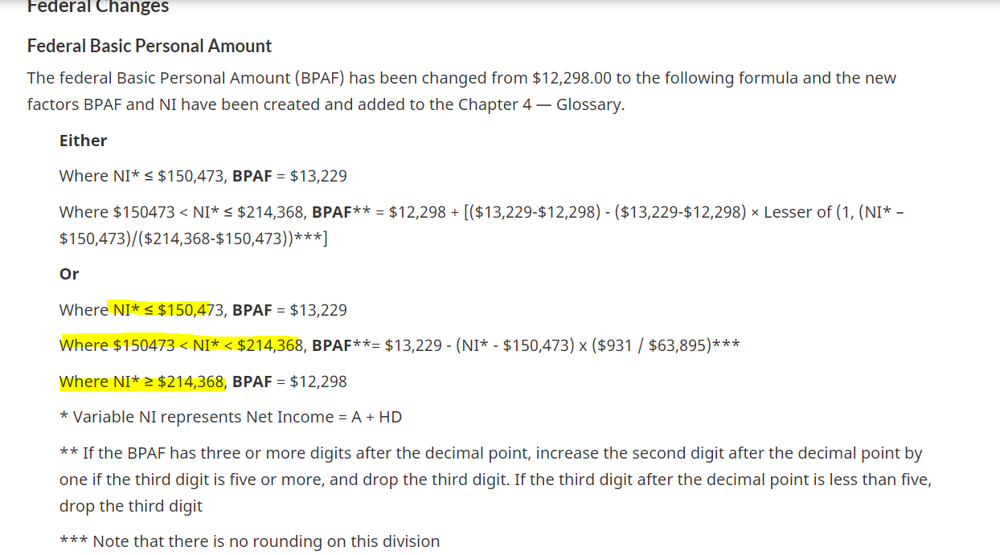 Federal Changes
Federal Basic Personal Amount
The federal Basic Personal Amount (BPAF) has been changed from $12,298.00 to the following formula and the new
factors BPAF and NI have been created and added to the Chapter 4 — Glossary.
Either
Where NI* ≤ $150,473, BPAF = $13,229
Where $150473 < NI* ≤ $214,368, BPAF** = $12,298 + [($13,229-$12,298) - ($13,229-$12,298) × Lesser of (1, (NI* –
$150,473)/($214,368-$150,473))***]
Or
Where NI* ≤ $150,473, BPAF = $13,229
Where $150473 < NI* < $214,368, BPAF**= $13,229 - (NI* - $150,473) x ($931 / $63,895)***
Where NI* ≥ $214,368, BPAF = $12,298
* Variable NI represents Net Income = A + HD
** If the BPAF has three or more digits after the decimal point, increase the second digit after the decimal point by
one if the third digit is five or more, and drop the third digit. If the third digit after the decimal point is less than five,
drop the third digit
*** Note that there is no rounding on this division